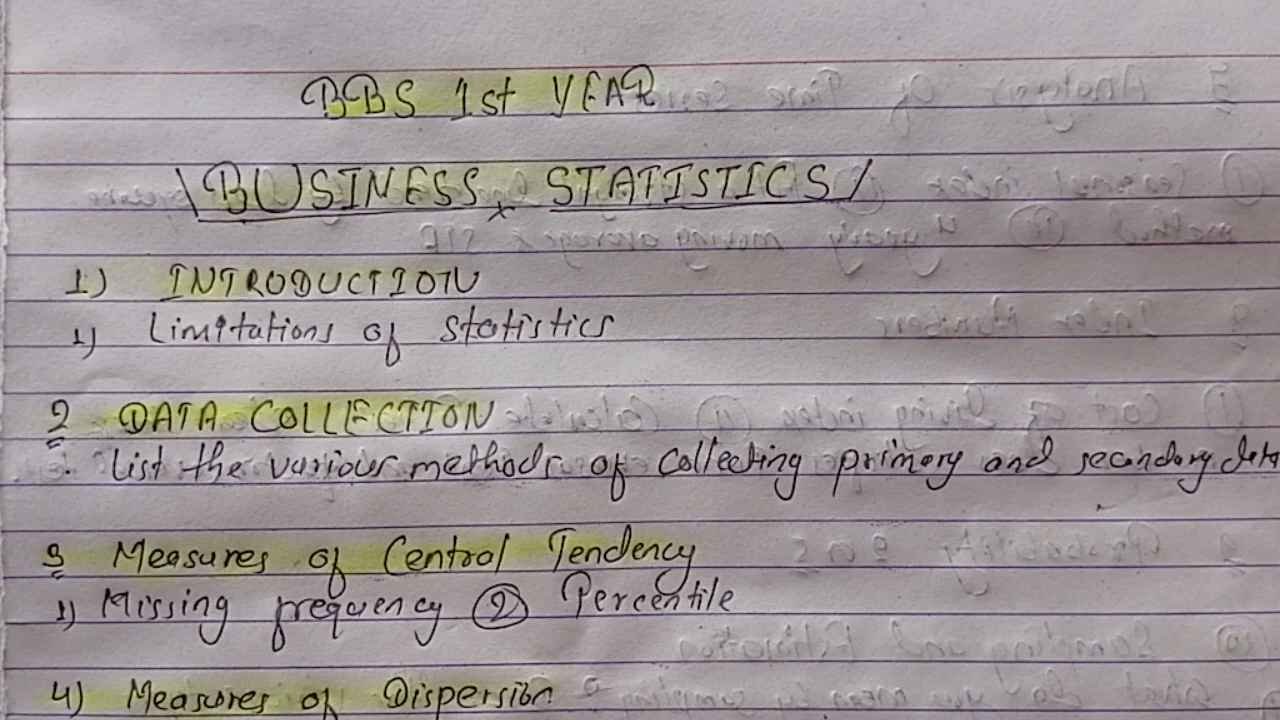 BBS 1st YEAR
BUSINESS STATISTICS
1) INTRODUCTION
1) Limitations of statistics
2 DATA COLLECTION
List the various methods of collecting primary and secondary data
3 Measures of Central Tendency
1) Missing frequency ② Percentile
4) Measures of Dispersion